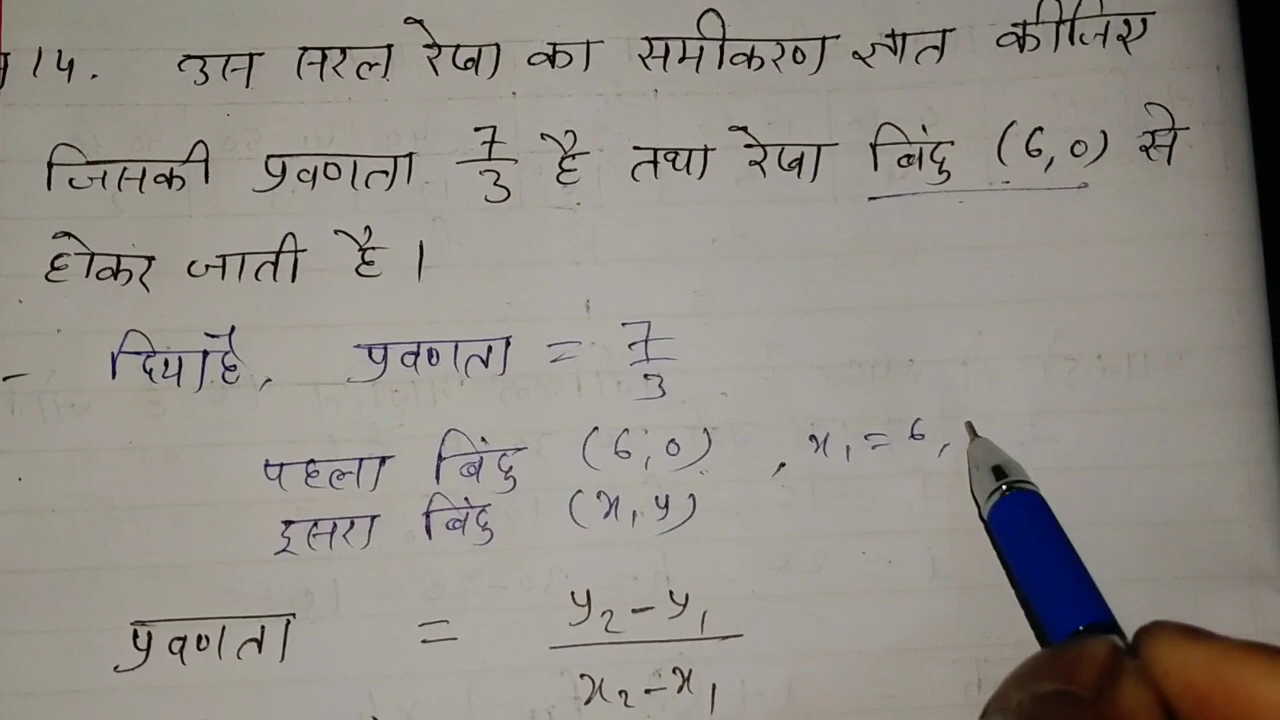 14. उस सरल रेखा का समीकरण ज्ञात कीजिए
जिसकी प्रवणता 7/3 है तथा रेखा बिंदु (6,0) से
होकर जाती है।
- दिया है, प्रवणता = 7/3
पहला बिंदु (6,0), x₁ = 6,
दूसरा बिंदु (x, y)
प्रवणता = y₂-y₁ / x₂-x₁